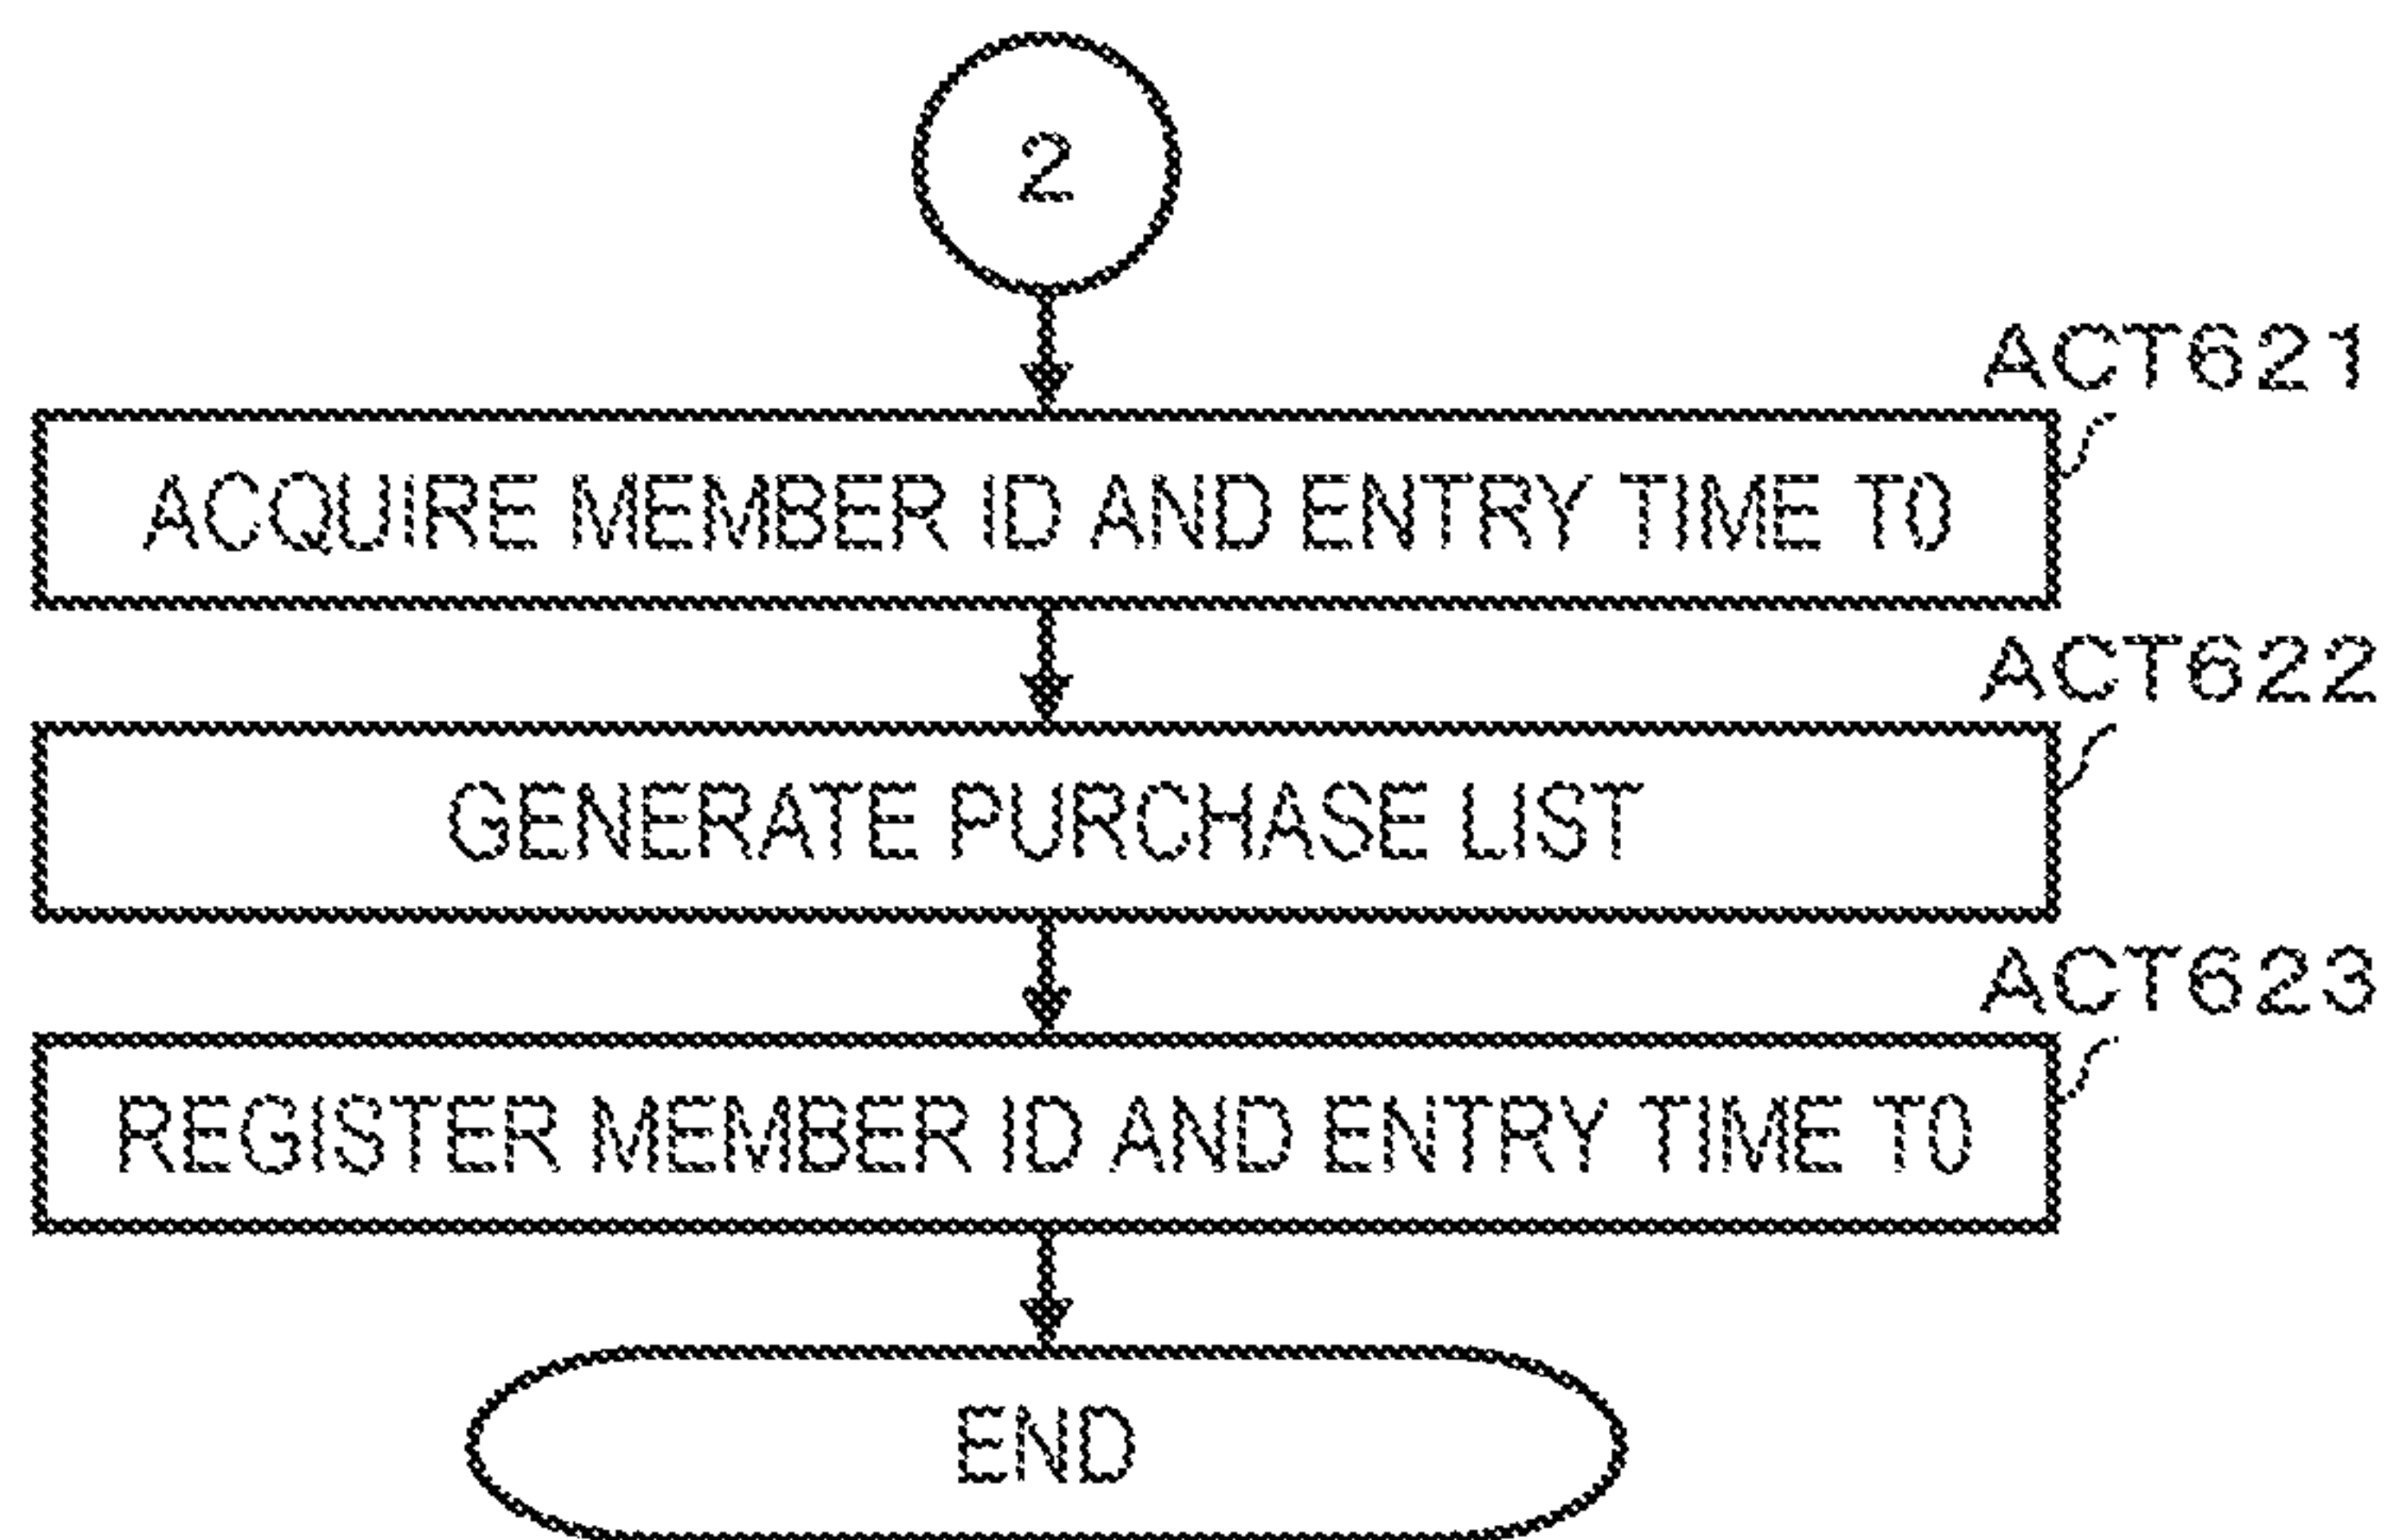 2
ACT621
ACQUIRE MEMBER ID AND ENTRY TIME T0
ACT622
GENERATE PURCHASE LIST
ACT623
REGISTER MEMBER ID AND ENTRY TIME T0
END